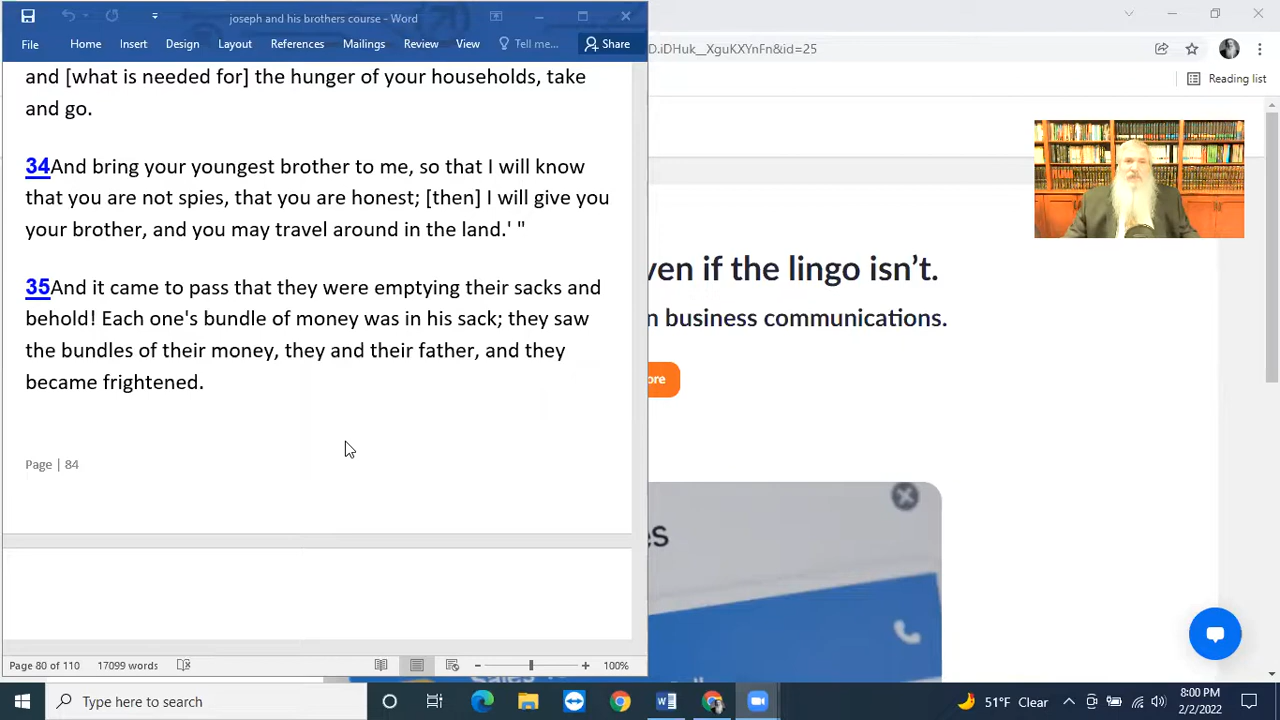 joseph and his brothers course - Word
File Home Insert Design Layout References Mailings Review View Tell me... Share
and [what is needed for] the hunger of your households, take
and go.
34And bring your youngest brother to me, so that I will know
that you are not spies, that you are honest; [then] I will give you
your brother, and you may travel around in the land.' "
35And it came to pass that they were emptying their sacks and
behold! Each one's bundle of money was in his sack; they saw
the bundles of their money, they and their father, and they
became frightened.
Page | 84
Page 80 of 110 17099 words 100%
D.iDHuk__XguKXYnFn&id=25
Reading list
ven if the lingo isn't.
n business communications.
ore
es
Type here to search
51°F Clear
8:00 PM
2/2/2022